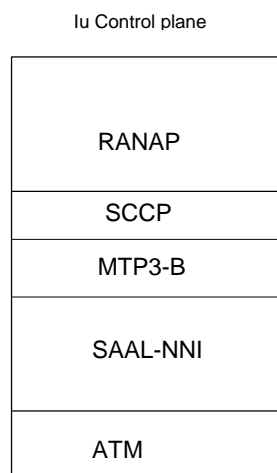 Iu Control plane
RANAP
SCCP
MTP3-B
SAAL-NNI
ATM